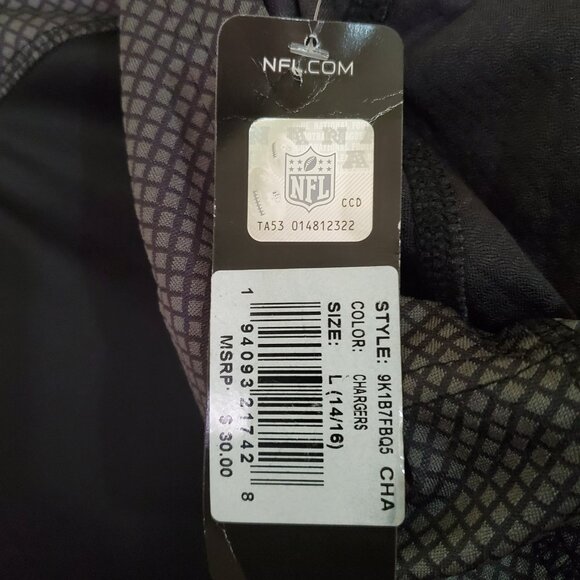 NFL.COM
NFL
CCD
TA53 014812322
STYLE: 9K1B7FBQ5 CHA
COLOR: CHARGERS
SIZE: L (14/16)
1 94093 21742 8
MSRP: $ 30.00